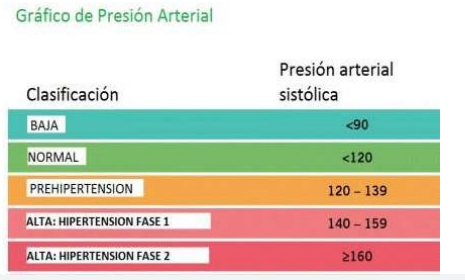 Gráfico de Presión Arterial
Presión arterial
Clasificación sistólica
BAJA <90
NORMAL <120
PREHIPERTENSION 120 – 139
ALTA: HIPERTENSION FASE 1 140 – 159
ALTA: HIPERTENSION FASE 2 ≥160